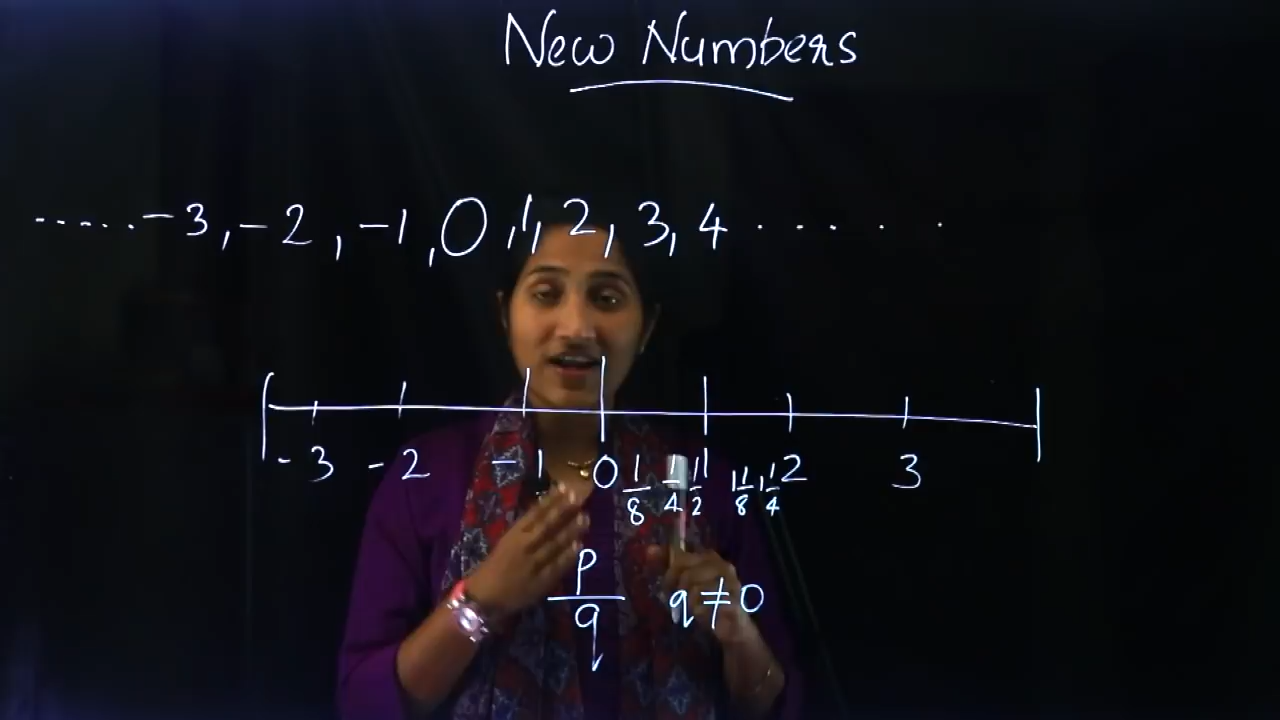 New Numbers
.....-3, -2, -1, 0, 1, 2, 3, 4 .....
-3 -2 -1 0 1/8 1/4 1/2 1 1 1/8, 1 1/4 2 3
p/q q≠0